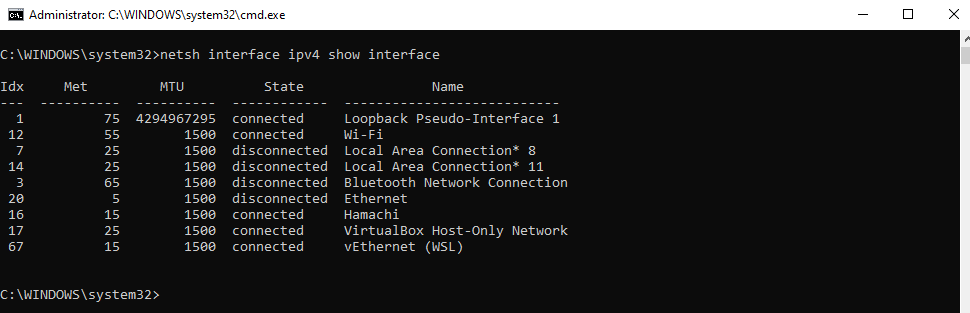 Administrator: C:\WINDOWS\system32\cmd.exe
C:\WINDOWS\system32>netsh interface ipv4 show interface
Idx     Met         MTU          State                Name
---  ----------  ----------  ------------  ---------------------------
  1          75  4294967295  connected     Loopback Pseudo-Interface 1
 12          55        1500  connected     Wi-Fi
  7          25        1500  disconnected  Local Area Connection* 8
 14          25        1500  disconnected  Local Area Connection* 11
  3          65        1500  disconnected  Bluetooth Network Connection
 20           5        1500  disconnected  Ethernet
 16          15        1500  connected     Hamachi
 17          25        1500  connected     VirtualBox Host-Only Network
 67          15        1500  connected     vEthernet (WSL)
C:\WINDOWS\system32>